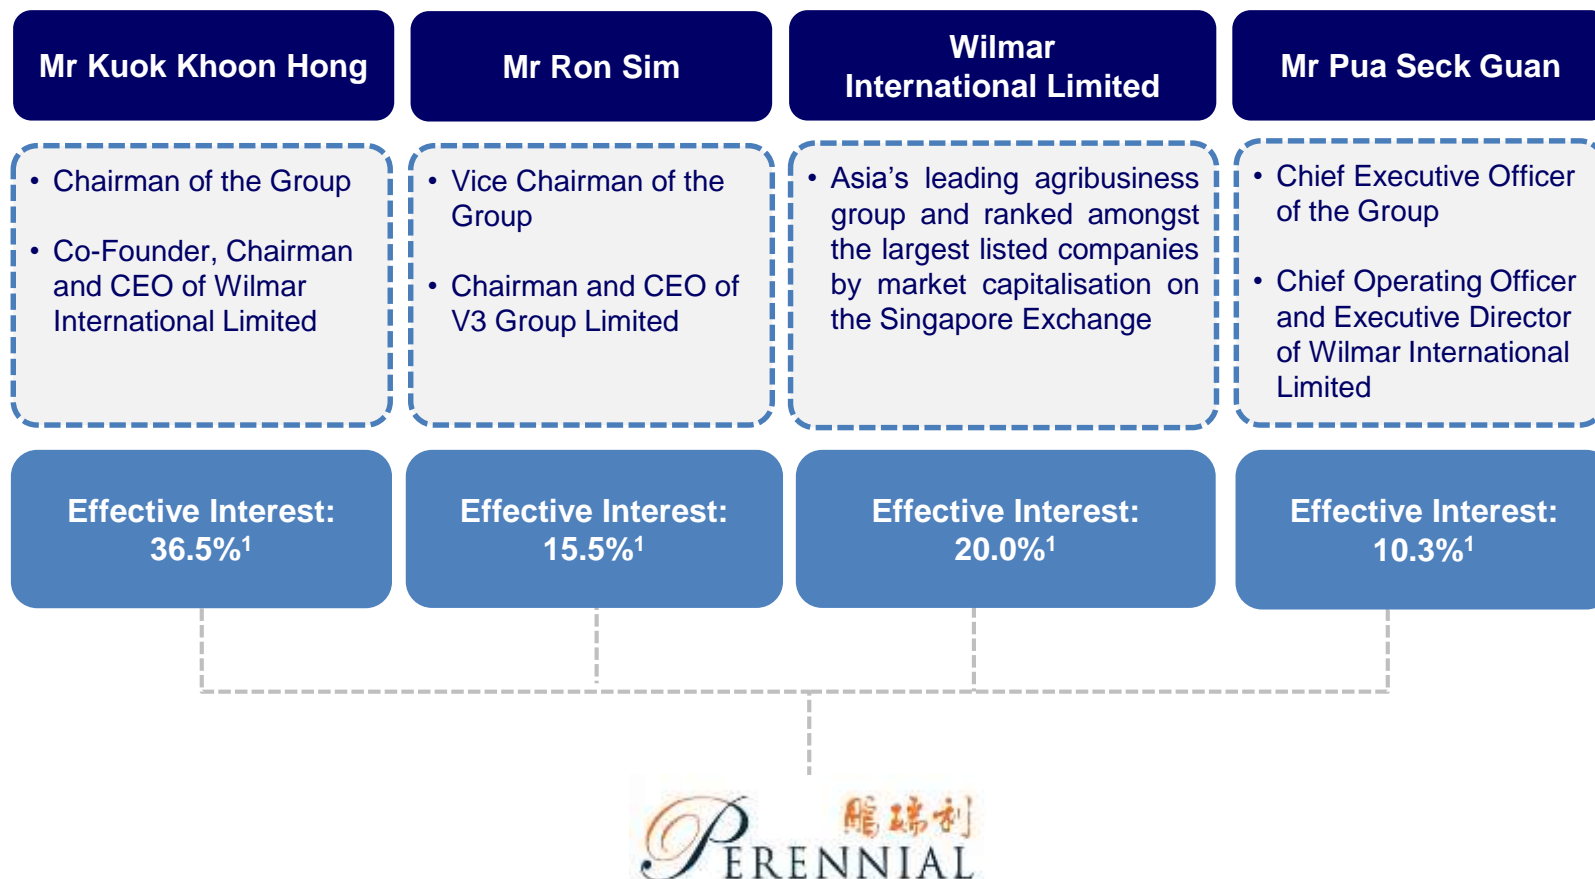 Mr Kuok Khoon Hong
Mr Ron Sim
Wilmar
International Limited
Mr Pua Seck Guan
• Chairman of the Group
• Co-Founder, Chairman
and CEO of Wilmar
International Limited
• Vice Chairman of the
Group
• Chairman and CEO of
V3 Group Limited
• Asia’s leading agribusiness
group and ranked amongst
the largest listed companies
by market capitalisation on
the Singapore Exchange
• Chief Executive Officer
of the Group
• Chief Operating Officer
and Executive Director
of Wilmar International
Limited
Effective Interest:
36.5%¹
Effective Interest:
15.5%¹
Effective Interest:
20.0%¹
Effective Interest:
10.3%¹
鵬瑞利
PERENNIAL